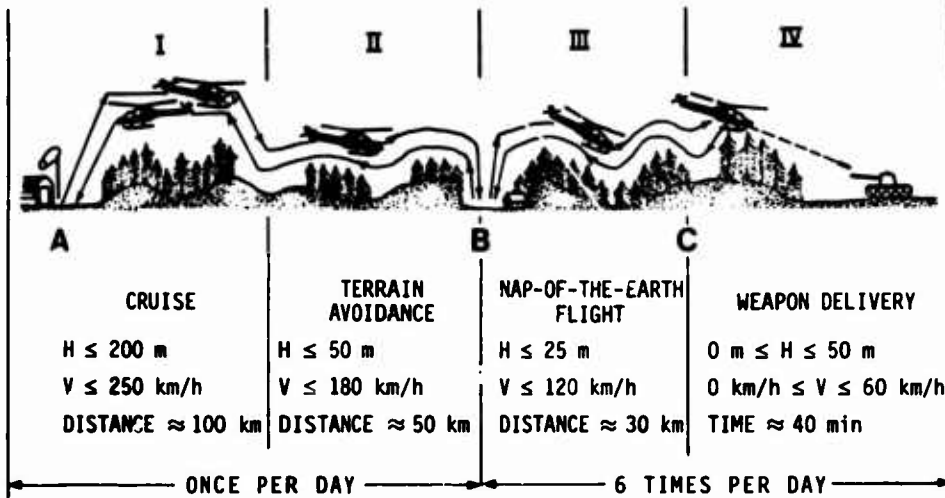 I II III IV
A B C
CRUISE
H ≤ 200 m
V ≤ 250 km/h
DISTANCE ≈ 100 km
TERRAIN
AVOIDANCE
H ≤ 50 m
V ≤ 180 km/h
DISTANCE ≈ 50 km
NAP-OF-THE-EARTH
FLIGHT
H ≤ 25 m
V ≤ 120 km/h
DISTANCE ≈ 30 km
WEAPON DELIVERY
0 m ≤ H ≤ 50 m
0 km/h ≤ V ≤ 60 km/h
TIME ≈ 40 min
ONCE PER DAY
6 TIMES PER DAY